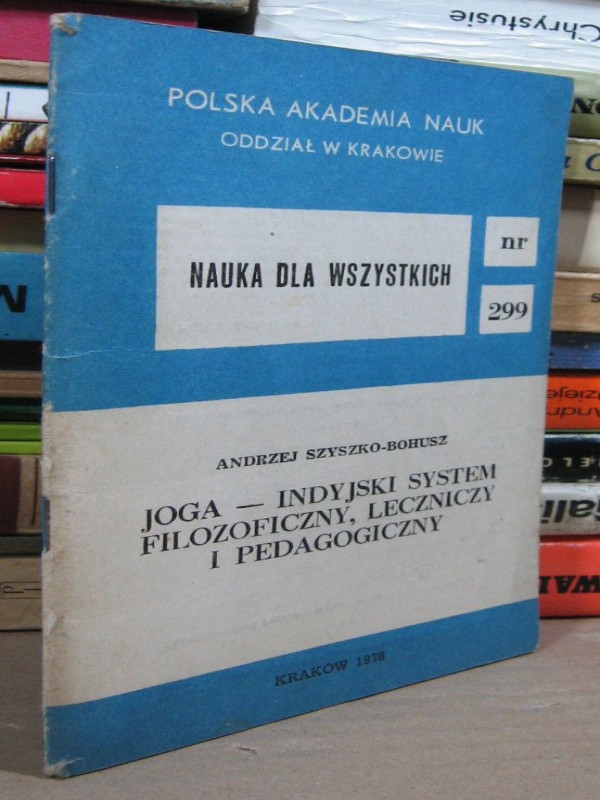 POLSKA AKADEMIA NAUK
ODDZIAŁ W KRAKOWIE
NAUKA DLA WSZYSTKICH
nr
299
ANDRZEJ SZYSZKO-BOHUSZ
JOGA — INDYJSKI SYSTEM
FILOZOFICZNY, LECZNICZY
I PEDAGOGICZNY
KRAKÓW 1978
Chrystusie